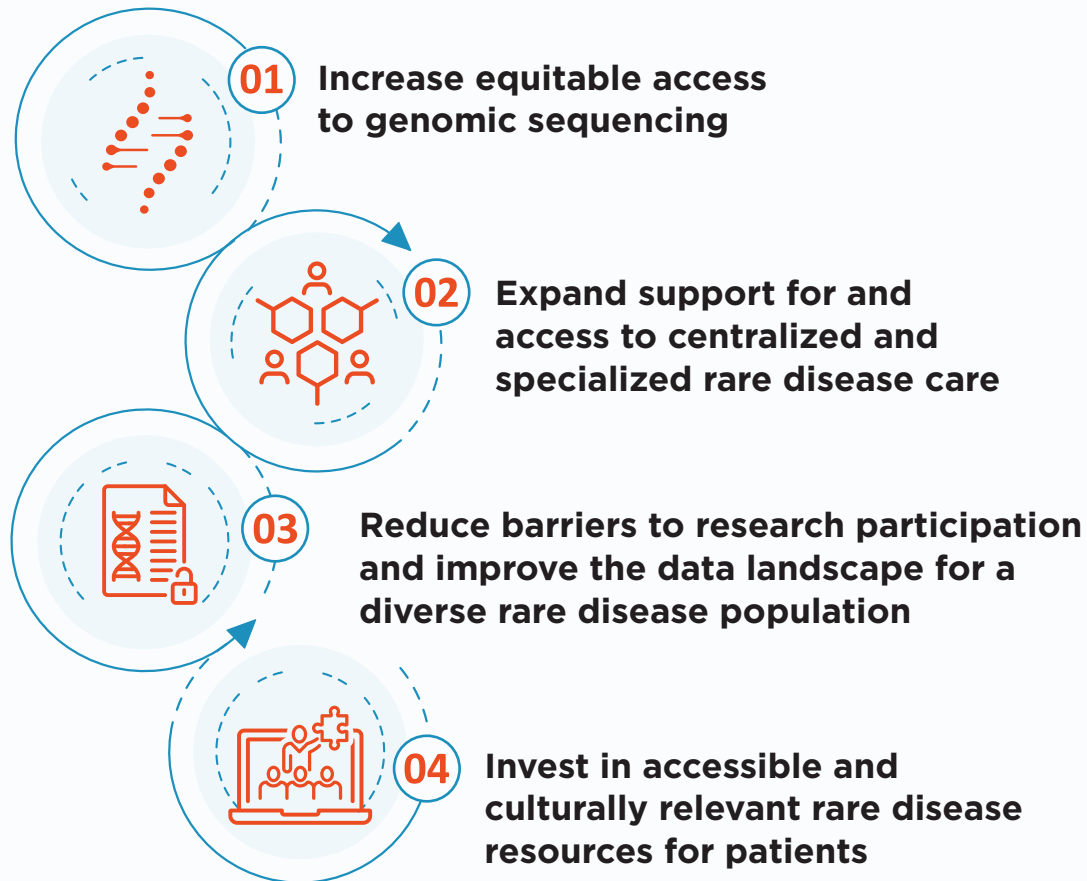 01
Increase equitable access
to genomic sequencing
02
Expand support for and
access to centralized and
specialized rare disease care
03
Reduce barriers to research participation
and improve the data landscape for a
diverse rare disease population
04
Invest in accessible and
culturally relevant rare disease
resources for patients